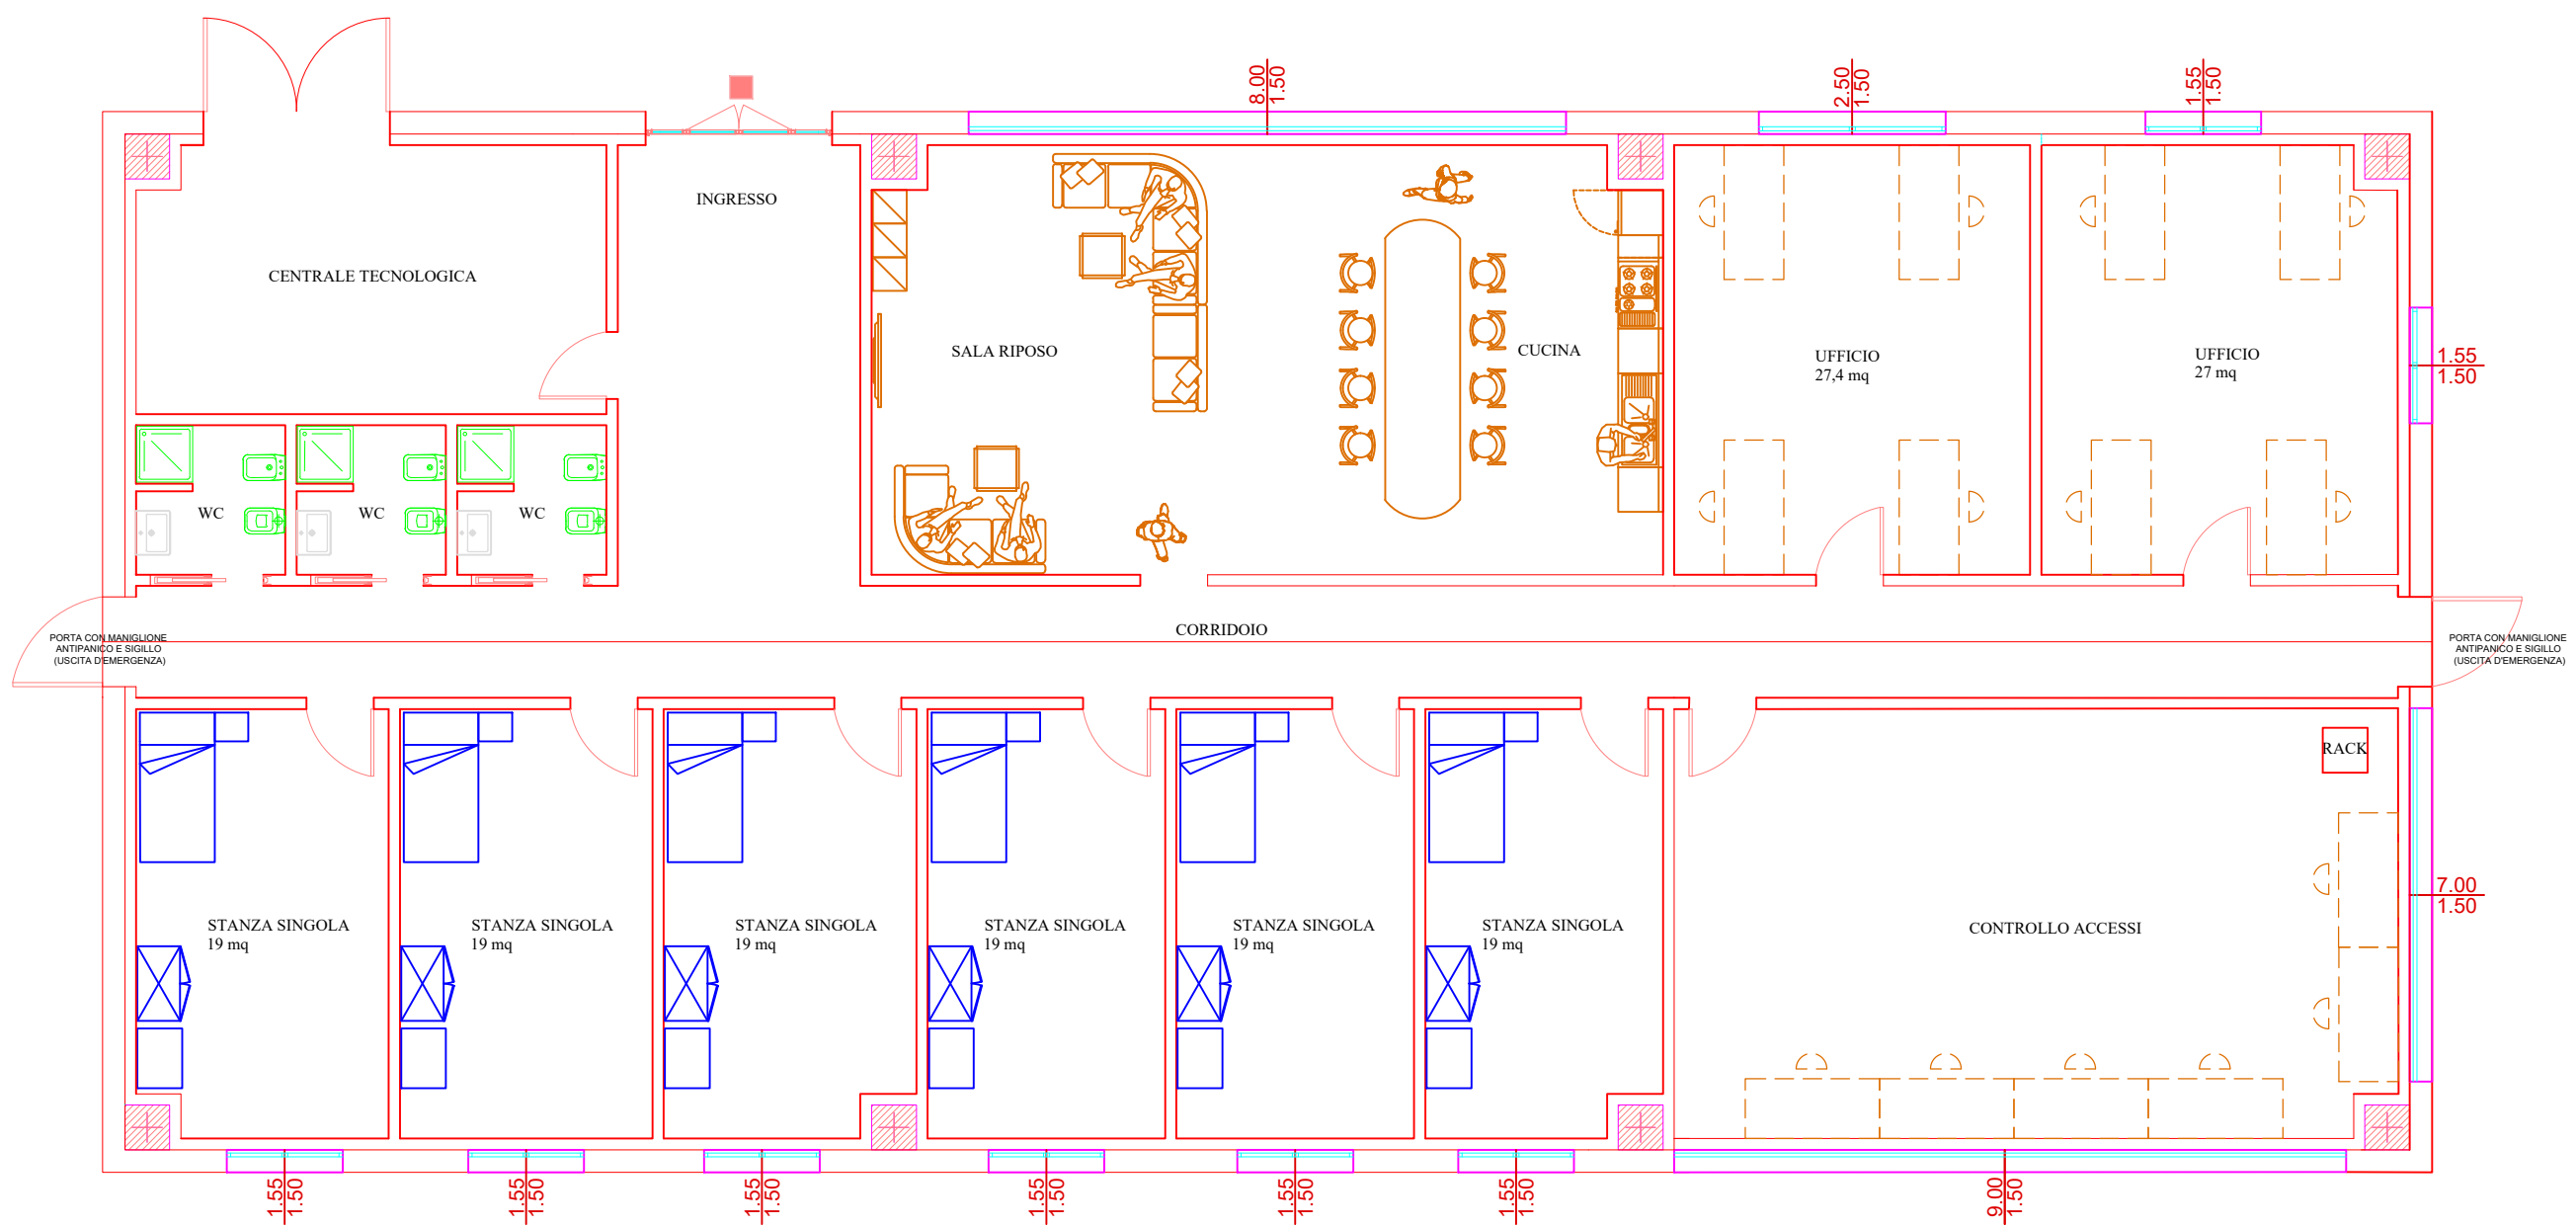 8.00
1.50
2.50
1.50
1.55
1.50
INGRESSO
CENTRALE TECNOLOGICA
SALA RIPOSO
CUCINA
UFFICIO
27,4 mq
UFFICIO
27 mq
1.55
1.50
WC
WC
WC
PORTA CON MANIGLIONE
ANTIPANICO E SIGILLO
(USCITA D'EMERGENZA)
CORRIDOIO
PORTA CON MANIGLIONE
ANTIPANICO E SIGILLO
(USCITA D'EMERGENZA)
RACK
7.00
1.50
STANZA SINGOLA
19 mq
STANZA SINGOLA
19 mq
STANZA SINGOLA
19 mq
STANZA SINGOLA
19 mq
STANZA SINGOLA
19 mq
STANZA SINGOLA
19 mq
CONTROLLO ACCESSI
1.55
1.50
1.55
1.50
1.55
1.50
1.55
1.50
1.55
1.50
1.55
1.50
9.00
1.50